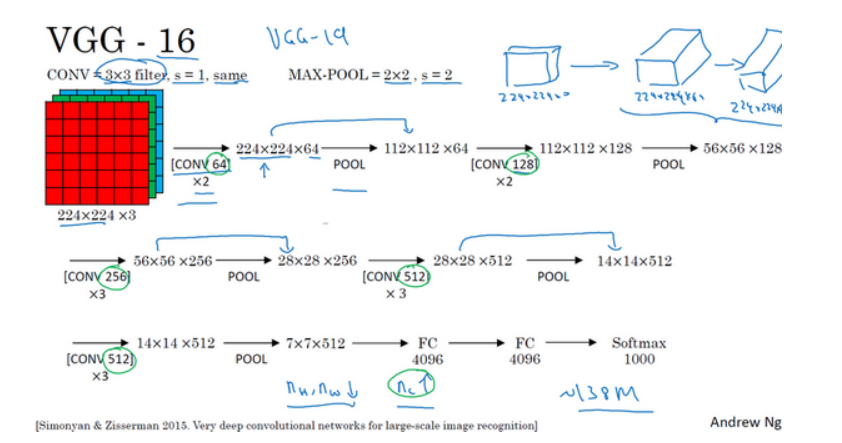 VGG - 16
VGG-19
CONV = 3×3 filter, s = 1, same
MAX-POOL = 2×2 , s = 2
224×224×64
224×224×3
224×224×64 112×112 ×64 112×112 ×128 56×56 ×128
[CONV 64] POOL [CONV 128] POOL
×2 ×2
224×224 ×3
56×56 ×256 28×28 ×256 28×28 ×512 14×14×512
[CONV 256] POOL [CONV 512] POOL
×3 ×3
14×14 ×512 7×7×512 FC FC Softmax
[CONV 512] POOL 4096 4096 1000
×3
n_H, n_W ↓ n_C ↑ ~138M
[Simonyan & Zisserman 2015. Very deep convolutional networks for large-scale image recognition]
Andrew Ng